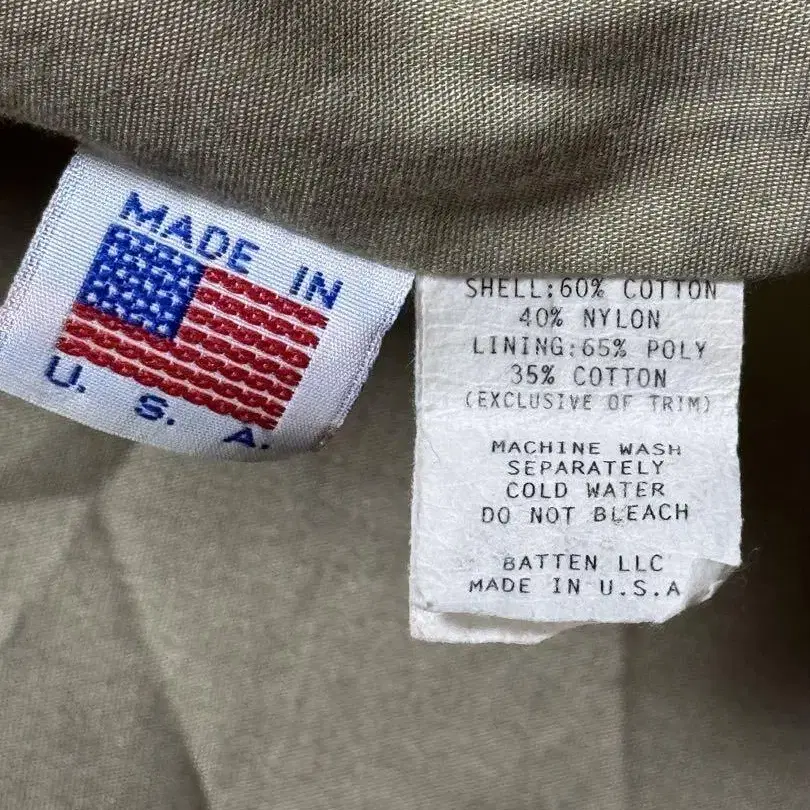 MADE IN
U. S. A.
SHELL:60% COTTON
40% NYLON
LINING:65% POLY
35% COTTON
(EXCLUSIVE OF TRIM)
MACHINE WASH
SEPARATELY
COLD WATER
DO NOT BLEACH
BATTEN LLC
MADE IN U.S.A